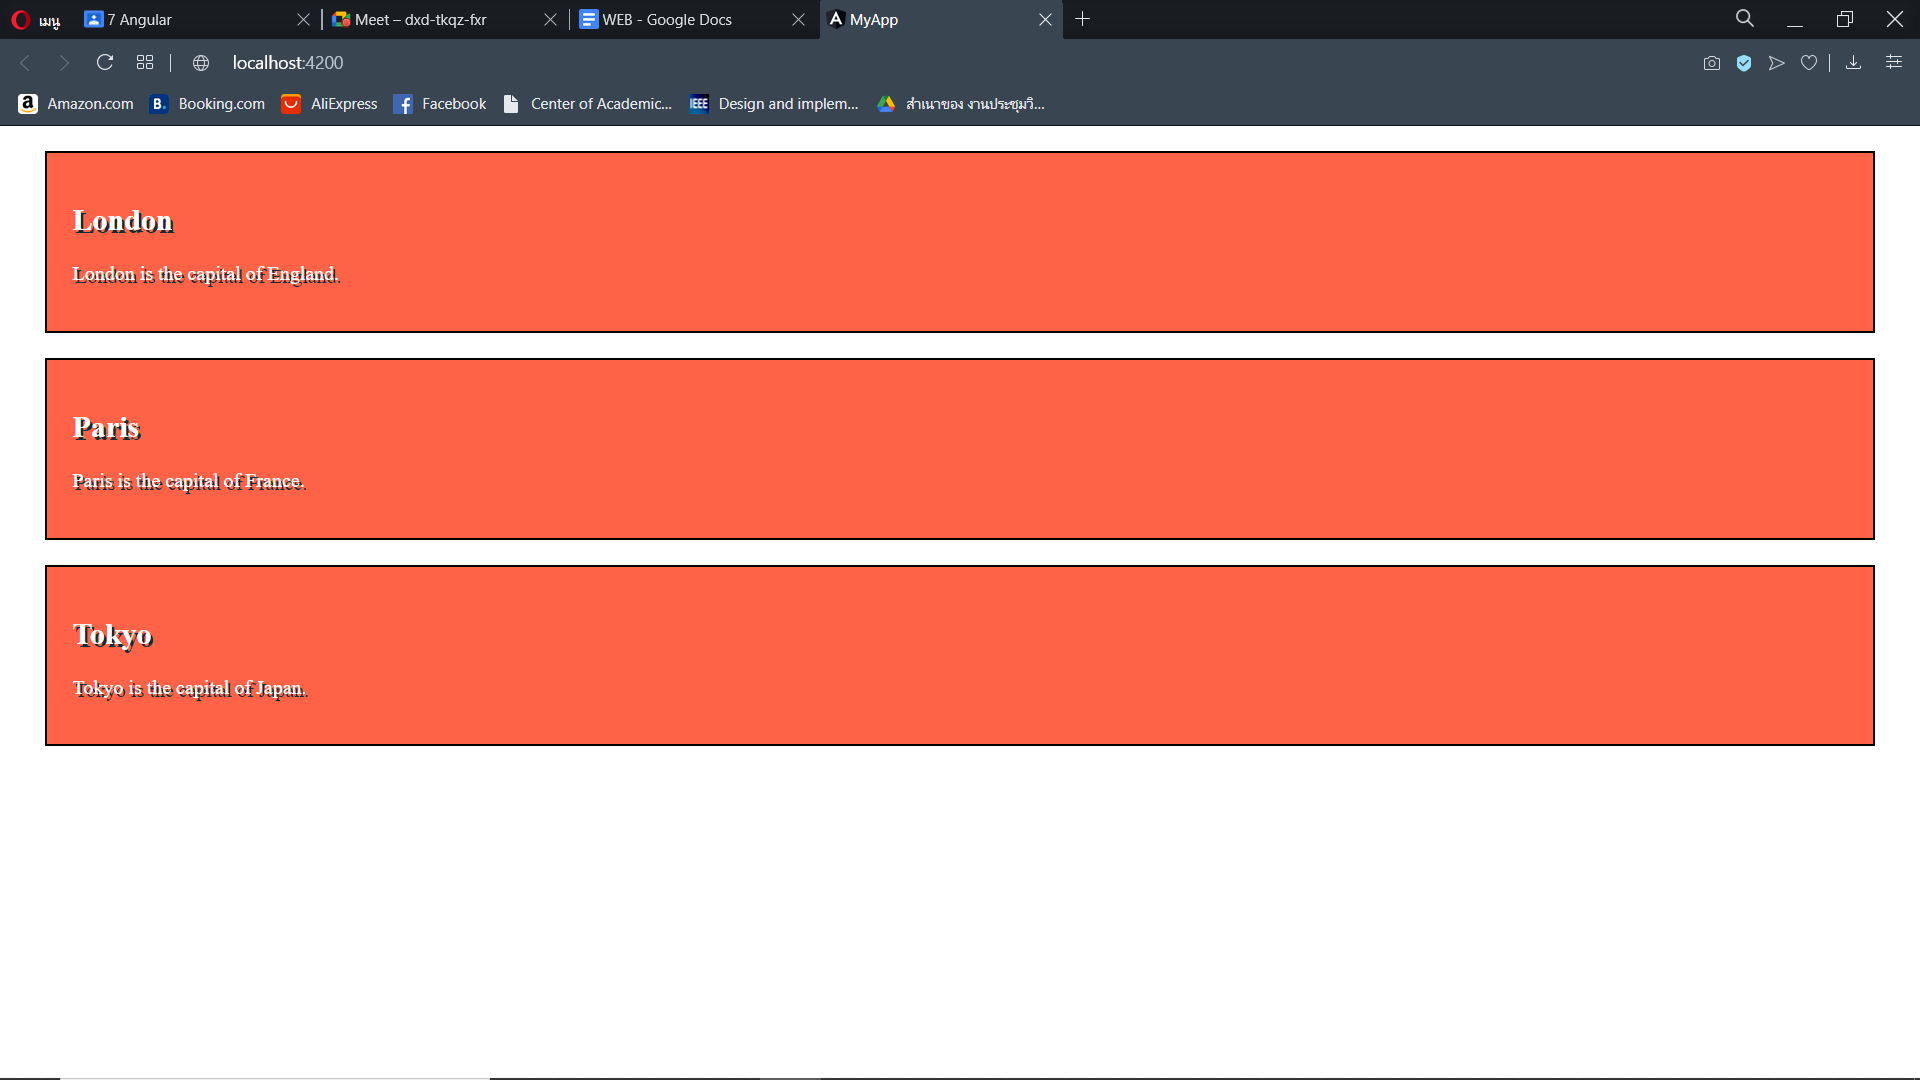 เมนู
7 Angular
Meet – dxd-tkqz-fxr
WEB - Google Docs
MyApp
localhost:4200
Amazon.com
Booking.com
AliExpress
Facebook
Center of Academic...
IEEE
Design and implem...
สำเนาของ งานประชุมวิ...
London
London is the capital of England.
Paris
Paris is the capital of France.
Tokyo
Tokyo is the capital of Japan.